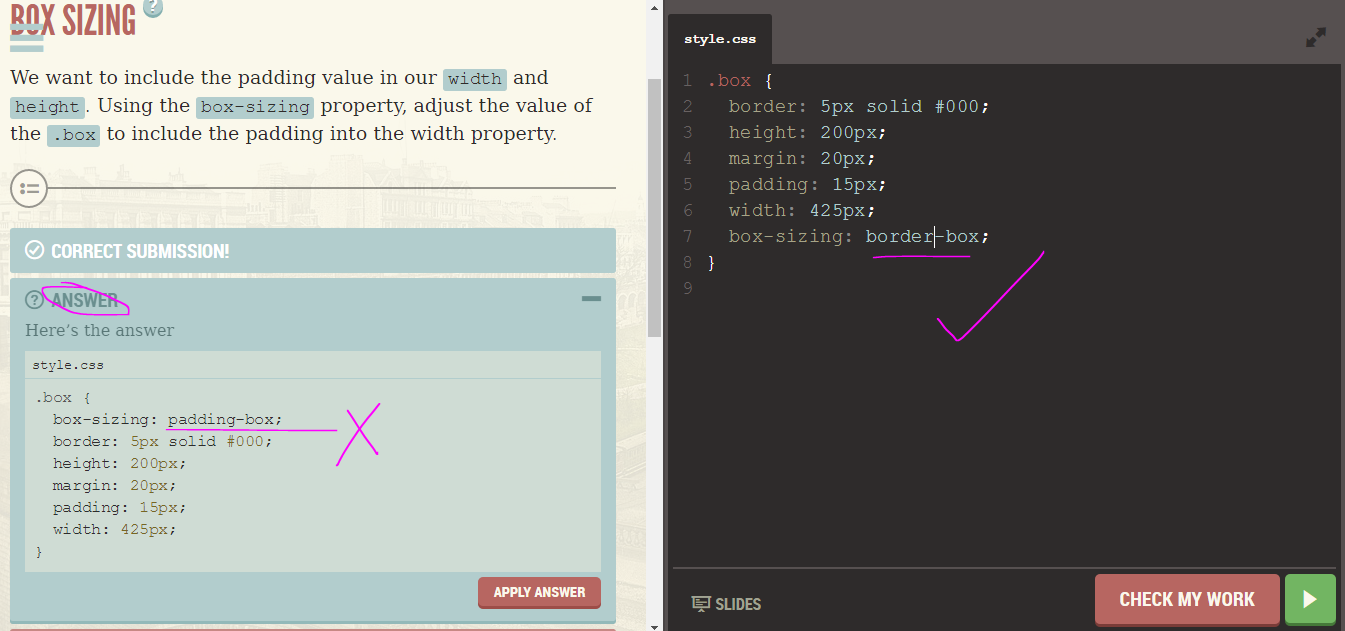 BOX SIZING ?
We want to include the padding value in our width and
height. Using the box-sizing property, adjust the value of
the .box to include the padding into the width property.
CORRECT SUBMISSION!
? ANSWER
Here’s the answer
style.css
.box {
box-sizing: padding-box;
border: 5px solid #000;
height: 200px;
margin: 20px;
padding: 15px;
width: 425px;
}
APPLY ANSWER
style.css
1 .box {
2 border: 5px solid #000;
3 height: 200px;
4 margin: 20px;
5 padding: 15px;
6 width: 425px;
7 box-sizing: border-box;
8 }
9
SLIDES
CHECK MY WORK